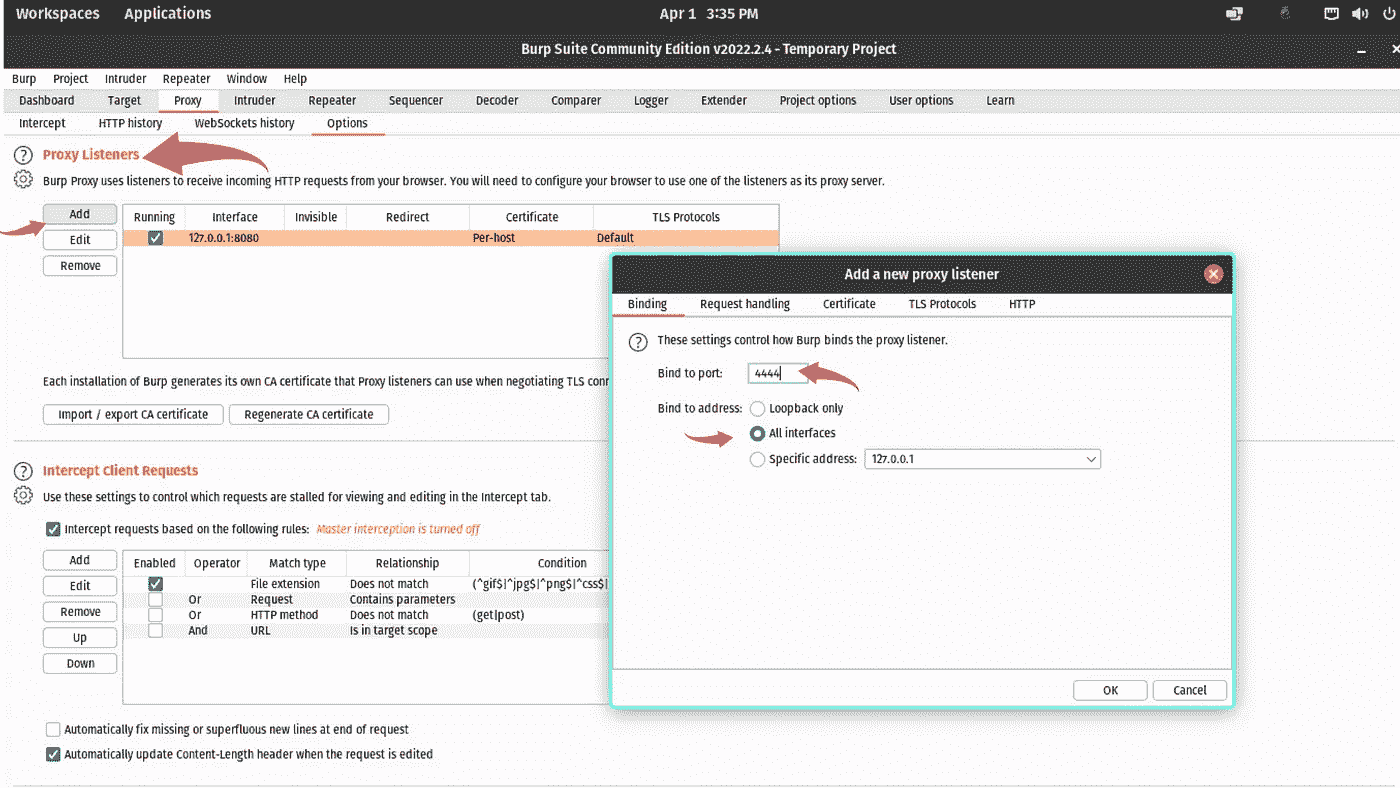 Workspaces Applications Apr 1 3:35 PM
Burp Suite Community Edition v2022.2.4 - Temporary Project
Burp Project Intruder Repeater Window Help
Dashboard Target Proxy Intruder Repeater Sequencer Decoder Comparer Logger Extender Project options User options Learn
Intercept HTTP history WebSockets history Options
Proxy Listeners
Burp Proxy uses listeners to receive incoming HTTP requests from your browser. You will need to configure your browser to use one of the listeners as its proxy server.
Add
Edit
Remove
Running Interface Invisible Redirect Certificate TLS Protocols
127.0.0.1:8080 Per-host Default
Each installation of Burp generates its own CA certificate that Proxy listeners can use when negotiating TLS conn
Import / export CA certificate Regenerate CA certificate
Add a new proxy listener
Binding Request handling Certificate TLS Protocols HTTP
These settings control how Burp binds the proxy listener.
Bind to port: 4444
Bind to address: Loopback only
All interfaces
Specific address: 127.0.0.1
OK Cancel
Intercept Client Requests
Use these settings to control which requests are stalled for viewing and editing in the Intercept tab.
Intercept requests based on the following rules: Master interception is turned off
Add
Edit
Remove
Up
Down
Enabled Operator Match type Relationship Condition
File extension Does not match (^gif$|^jpg$|^png$|^css$|
Or Request Contains parameters
Or HTTP method Does not match (get|post)
And URL Is in target scope
Automatically fix missing or superfluous new lines at end of request
Automatically update Content-Length header when the request is edited